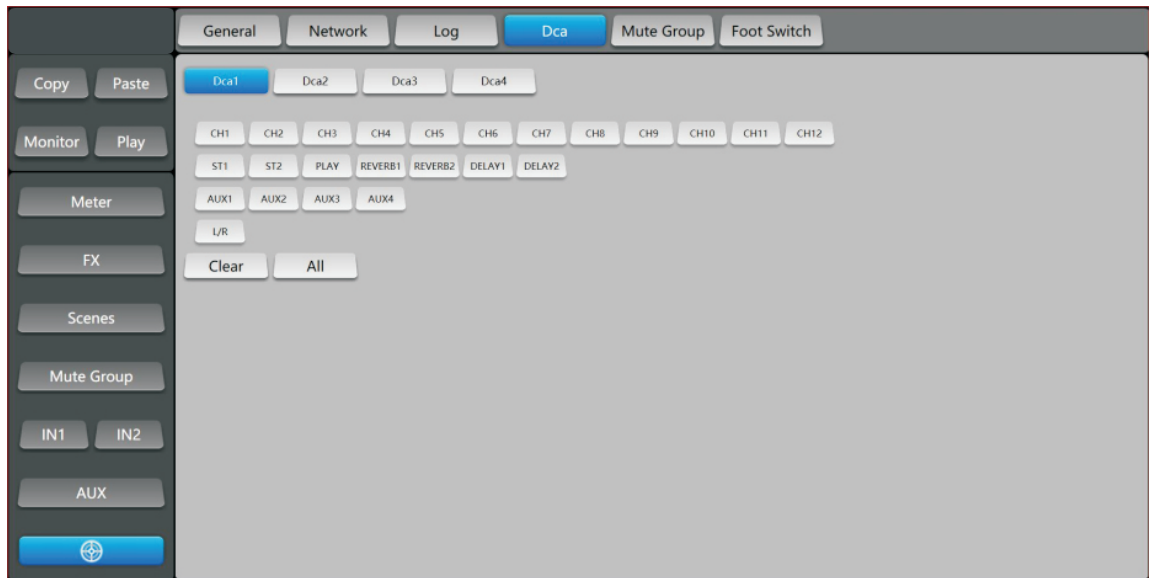 General Network Log Dca Mute Group Foot Switch
Copy Paste
Monitor Play
Meter
FX
Scenes
Mute Group
IN1 IN2
AUX
Dca1 Dca2 Dca3 Dca4
CH1 CH2 CH3 CH4 CH5 CH6 CH7 CH8 CH9 CH10 CH11 CH12
ST1 ST2 PLAY REVERB1 REVERB2 DELAY1 DELAY2
AUX1 AUX2 AUX3 AUX4
L/R
Clear All